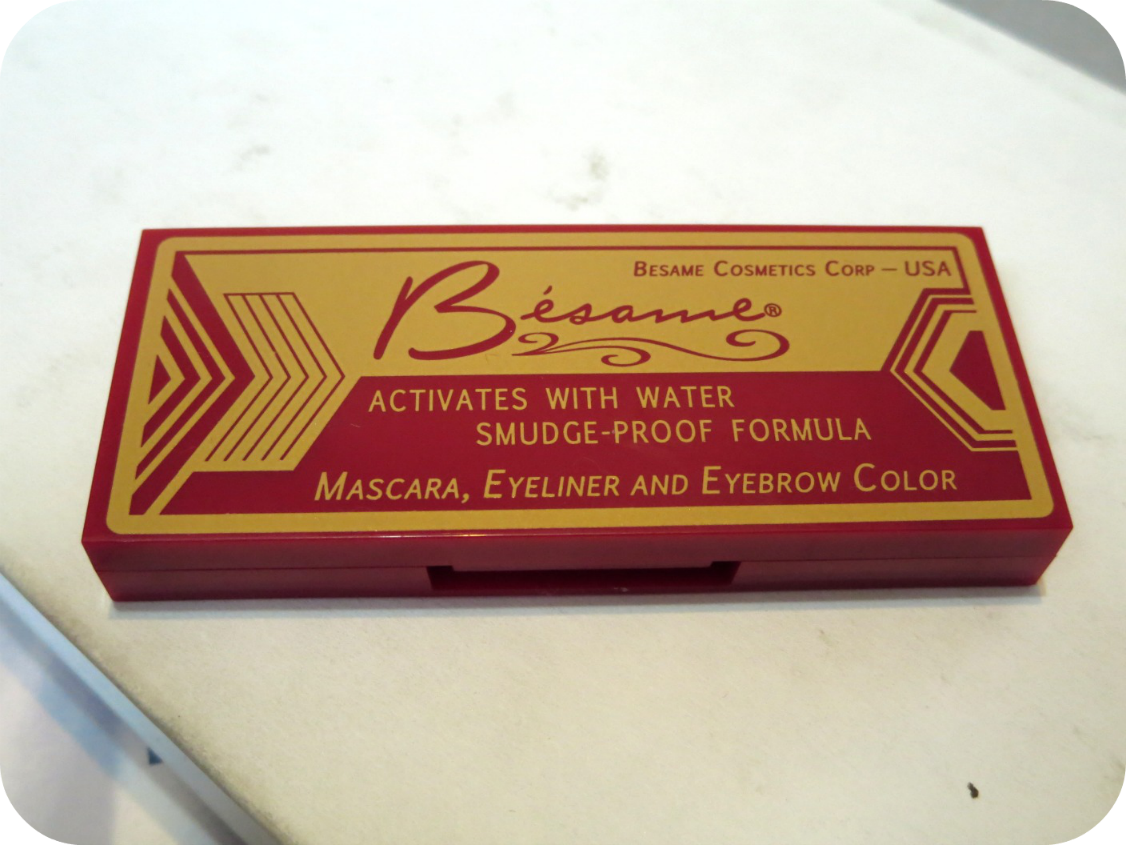 BESAME COSMETICS CORP – USA
Bésame®
ACTIVATES WITH WATER
SMUDGE-PROOF FORMULA
MASCARA, EYELINER AND EYEBROW COLOR